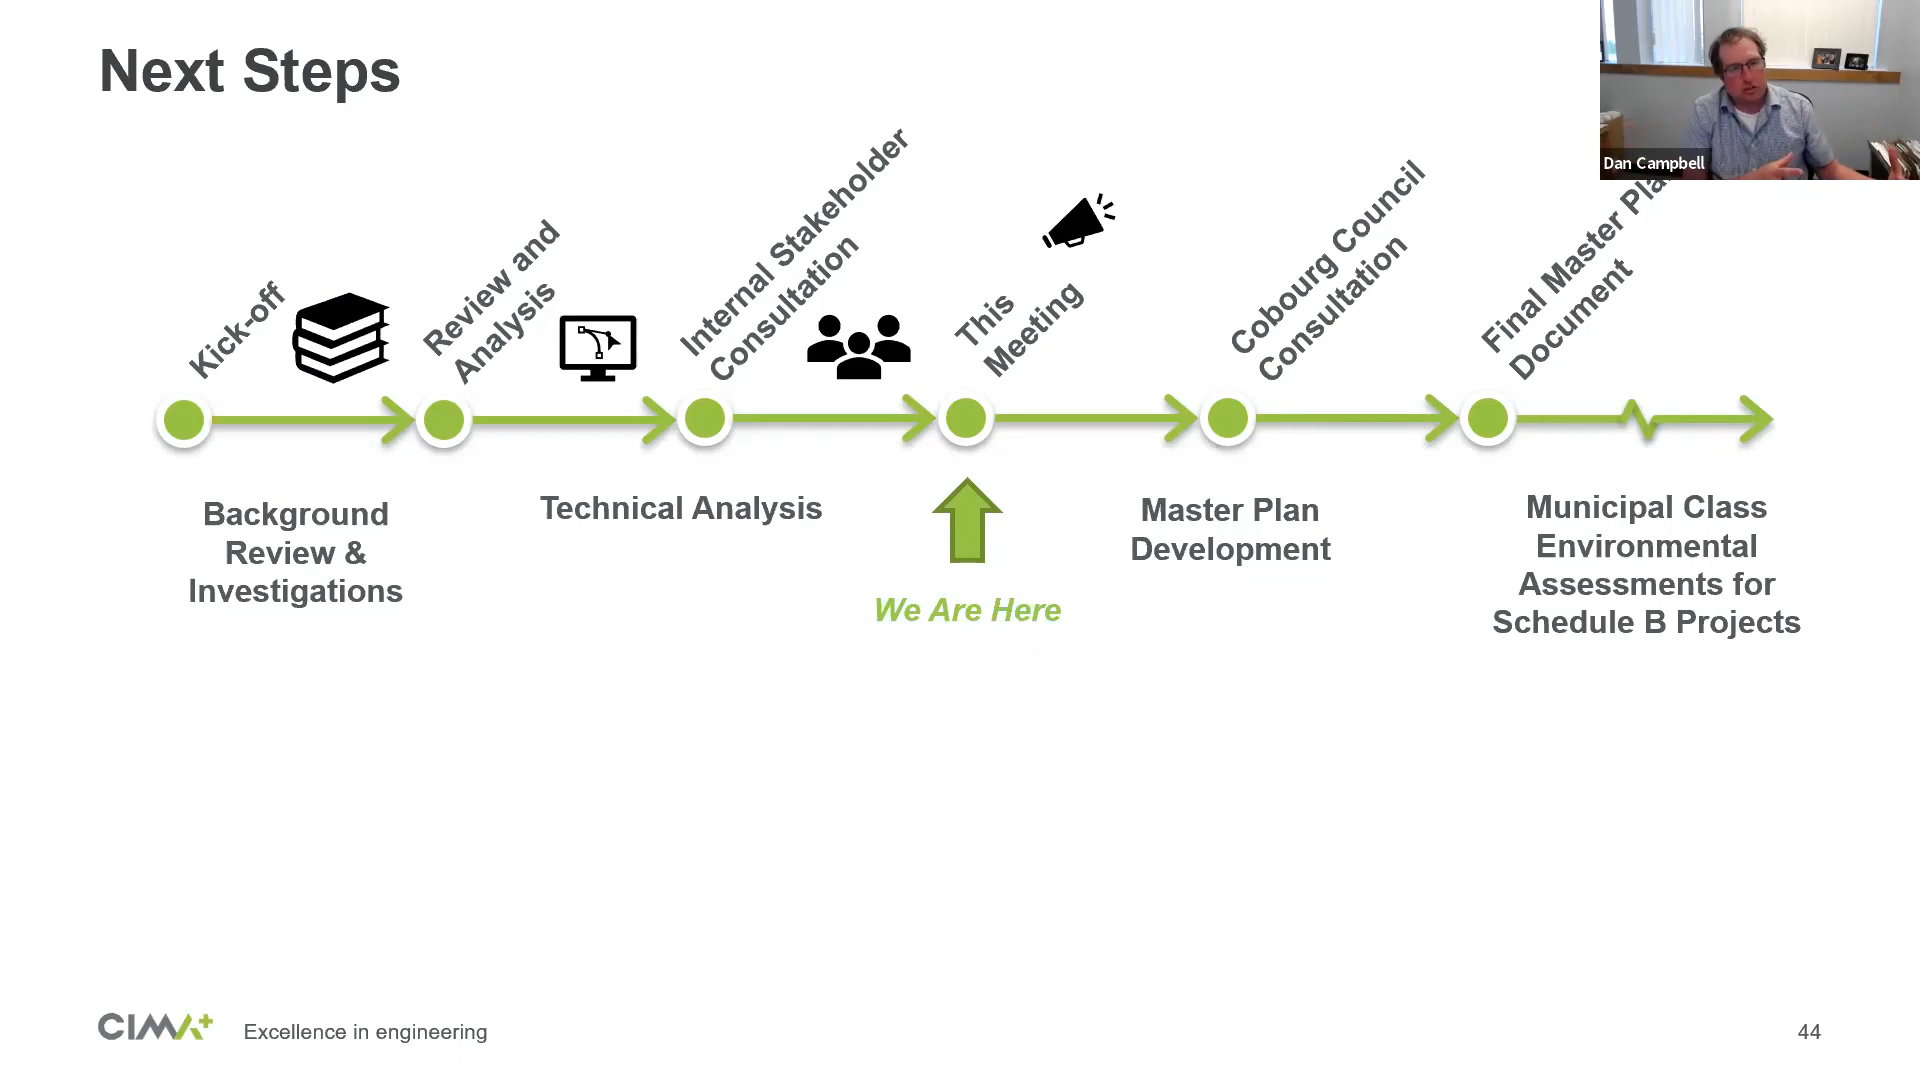 Next Steps
Dan Campbell
Kick-off
Review and
Analysis
Internal Stakeholder
Consultation
This
Meeting
Cobourg Council
Consultation
Final Master Plan
Document
Background
Review &
Investigations
Technical Analysis
We Are Here
Master Plan
Development
Municipal Class
Environmental
Assessments for
Schedule B Projects
CIMA+
Excellence in engineering
44